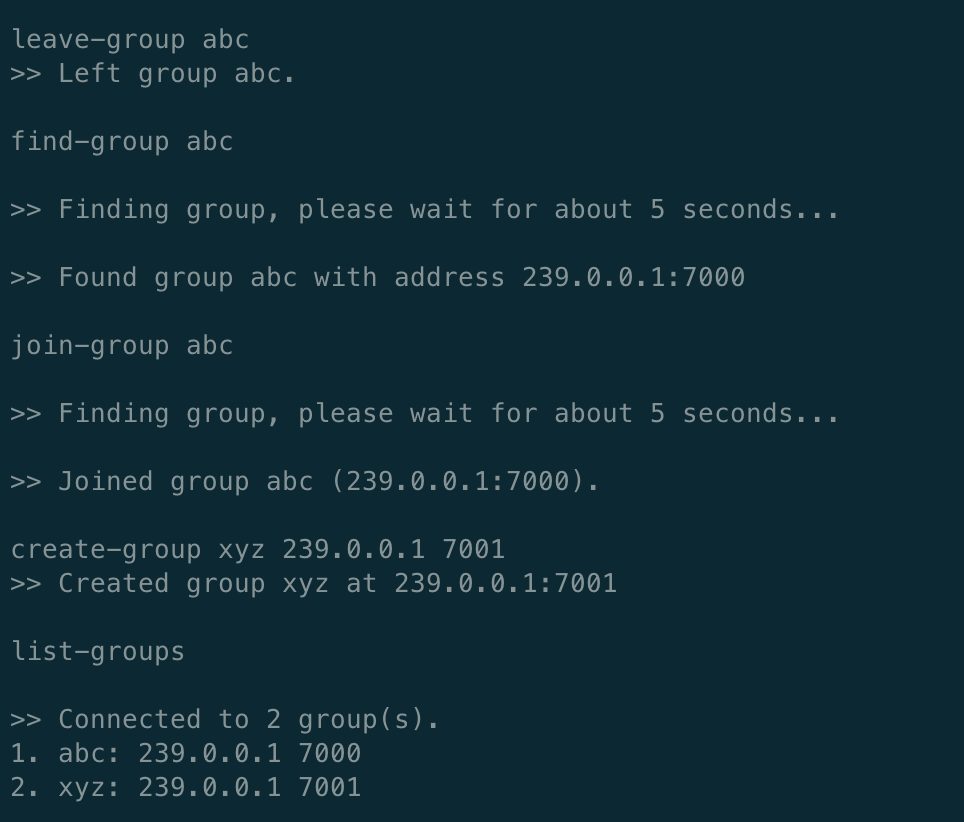 leave-group abc
>> Left group abc.
find-group abc
>> Finding group, please wait for about 5 seconds...
>> Found group abc with address 239.0.0.1:7000
join-group abc
>> Finding group, please wait for about 5 seconds...
>> Joined group abc (239.0.0.1:7000).
create-group xyz 239.0.0.1 7001
>> Created group xyz at 239.0.0.1:7001
list-groups
>> Connected to 2 group(s).
1. abc: 239.0.0.1 7000
2. xyz: 239.0.0.1 7001